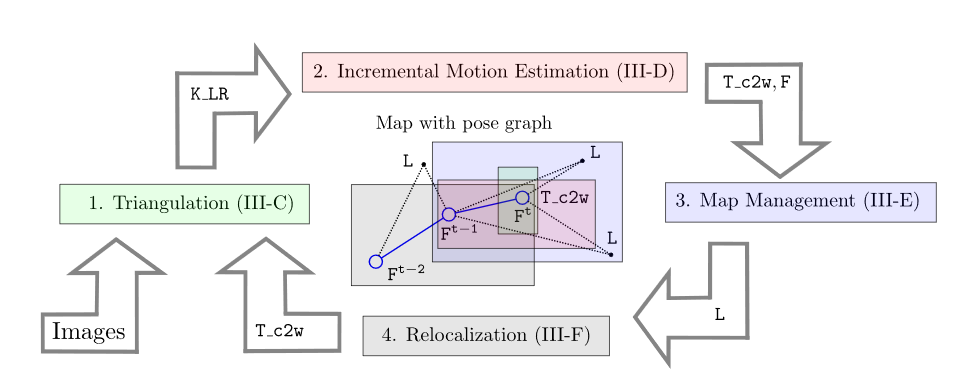 2. Incremental Motion Estimation (III-D)
K_LR
T_c2w, F
Map with pose graph
L
L
1. Triangulation (III-C)
T_c2w
F^t
F^{t-1}
3. Map Management (III-E)
L
F^{t-2}
Images
T_c2w
4. Relocalization (III-F)
L